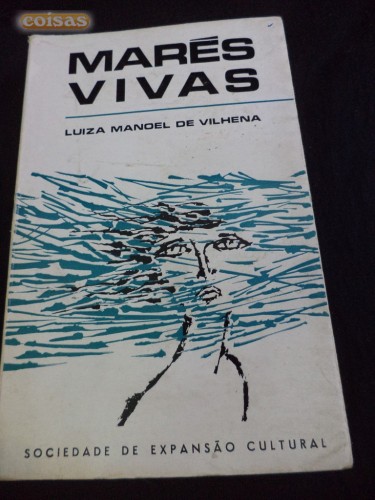 coisas
MARÉS
VIVAS
LUIZA MANOEL DE VILHENA
SOCIEDADE DE EXPANSÃO CULTURAL